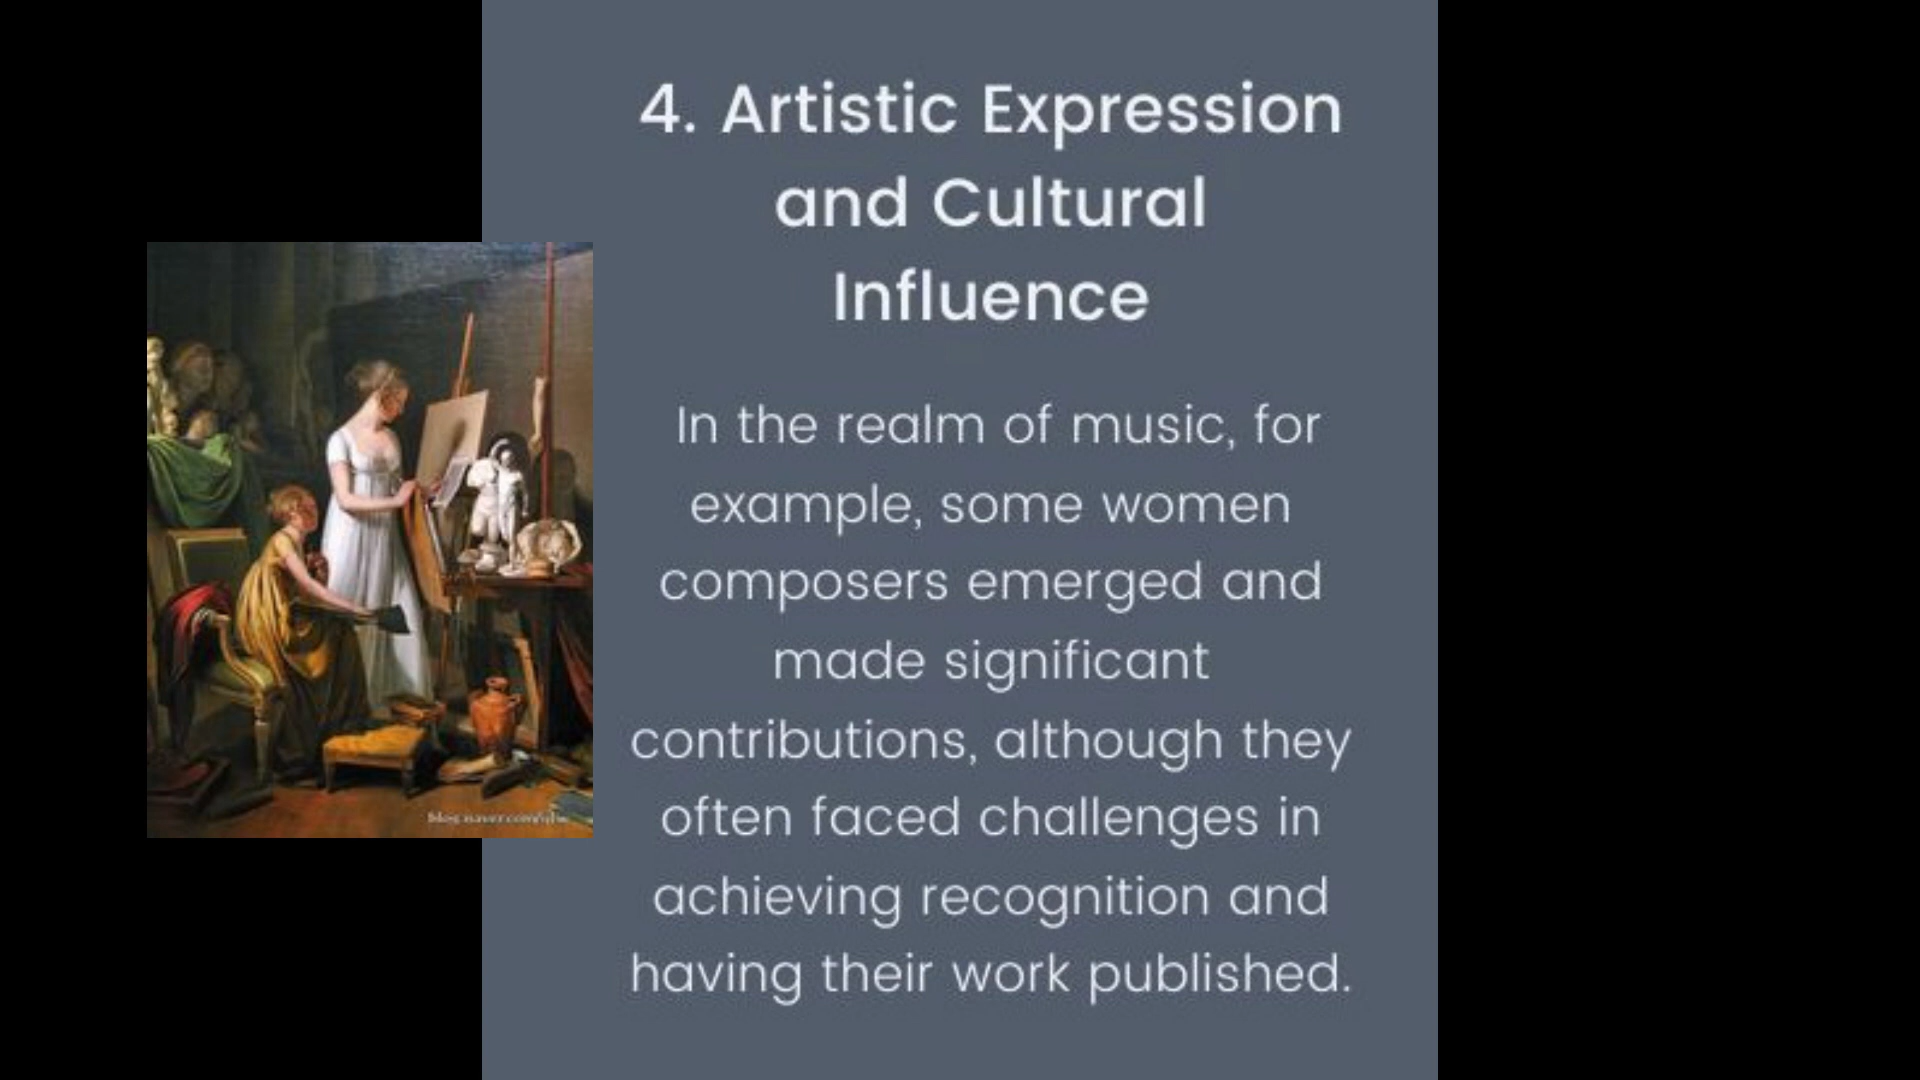 4. Artistic Expression
and Cultural
Influence
In the realm of music, for
example, some women
composers emerged and
made significant
contributions, although they
often faced challenges in
achieving recognition and
having their work published.